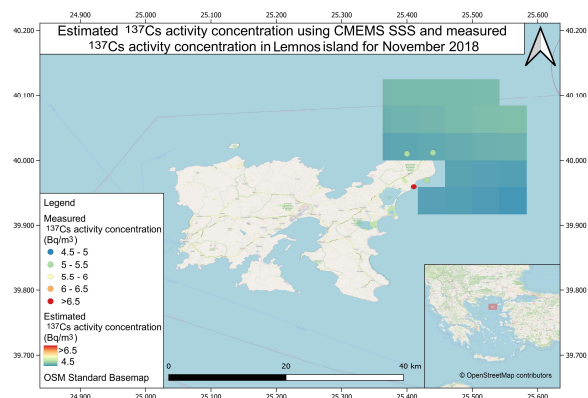 24.900 25.000 25.100 25.200 25.300 25.400 25.500 25.600
Estimated ¹³⁷Cs activity concentration using CMEMS SSS and measured
¹³⁷Cs activity concentration in Lemnos island for November 2018
40.200 40.200
40.100 40.100
40.000 40.000
39.900 39.900
39.800 39.800
39.700 39.700
Legend
Measured
¹³⁷Cs activity concentration
(Bq/m³)
4.5 - 5
5 - 5.5
5.5 - 6
6 - 6.5
>6.5
Estimated
¹³⁷Cs activity concentration
(Bq/m³)
>6.5
4.5
OSM Standard Basemap
0 20 40 km
© OpenStreetMap contributors
24.900 25.000 25.100 25.200 25.300 25.400 25.500 25.600